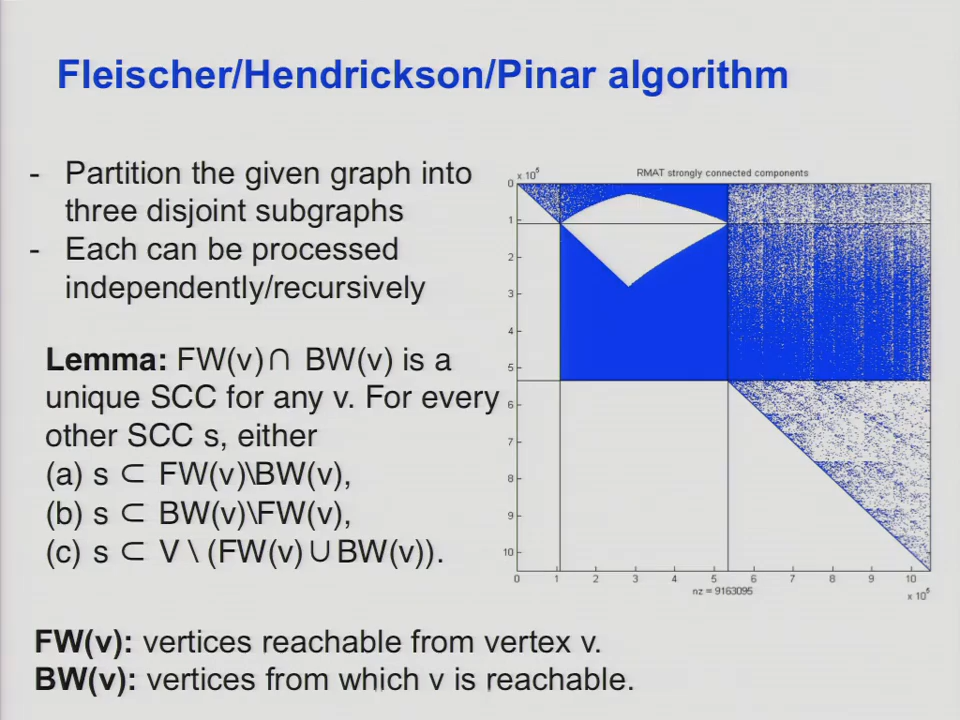 Fleischer/Hendrickson/Pinar algorithm
- Partition the given graph into
three disjoint subgraphs
- Each can be processed
independently/recursively
Lemma: FW(v)∩ BW(v) is a
unique SCC for any v. For every
other SCC s, either
(a) s ⊂ FW(v)\BW(v),
(b) s ⊂ BW(v)\FW(v),
(c) s ⊂ V \ (FW(v)∪BW(v)).
RMAT strongly connected components
x 10^5
0
1
2
3
4
5
6
7
8
9
10
0 1 2 3 4 5 6 7 8 9 10
nz = 9163095
x 10^5
FW(v): vertices reachable from vertex v.
BW(v): vertices from which v is reachable.